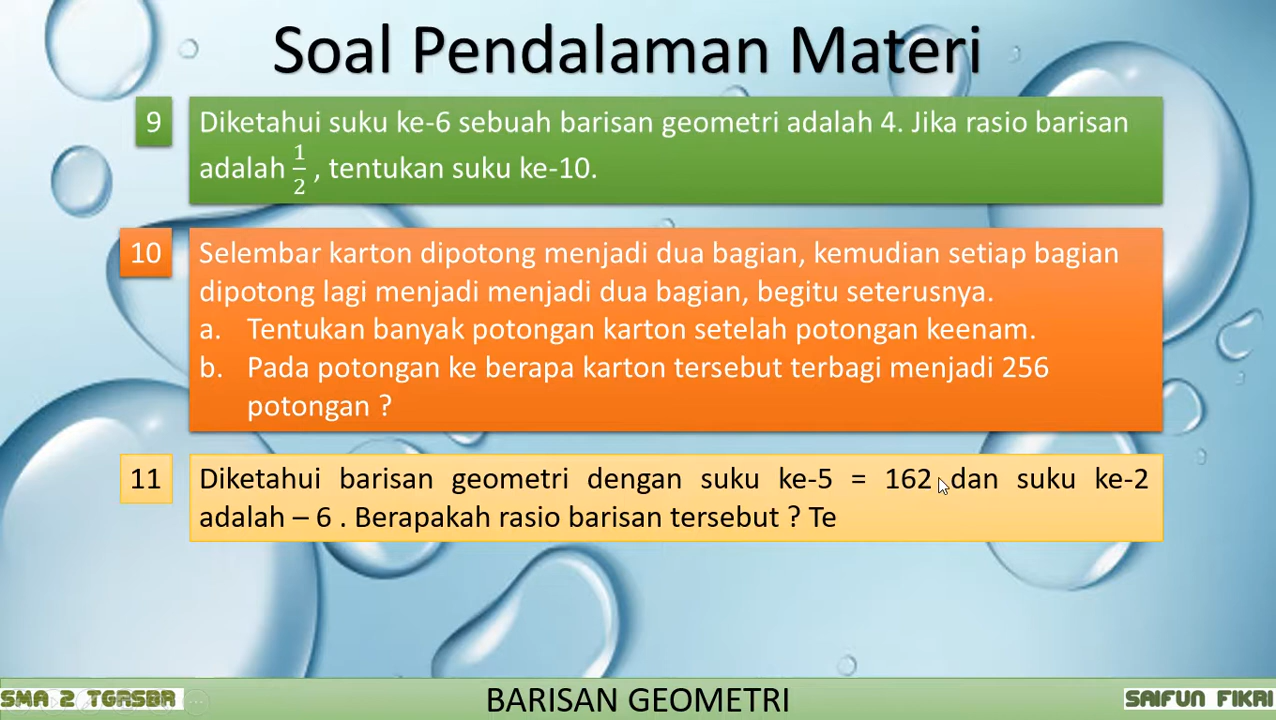 Soal Pendalaman Materi
9 Diketahui suku ke-6 sebuah barisan geometri adalah 4. Jika rasio barisan
adalah 1/2 , tentukan suku ke-10.
10 Selembar karton dipotong menjadi dua bagian, kemudian setiap bagian
dipotong lagi menjadi menjadi dua bagian, begitu seterusnya.
a. Tentukan banyak potongan karton setelah potongan keenam.
b. Pada potongan ke berapa karton tersebut terbagi menjadi 256
potongan ?
11 Diketahui barisan geometri dengan suku ke-5 = 162 dan suku ke-2
adalah – 6 . Berapakah rasio barisan tersebut ? Te
SMA 2 TGRSBR BARISAN GEOMETRI SAIFUN FIKRI